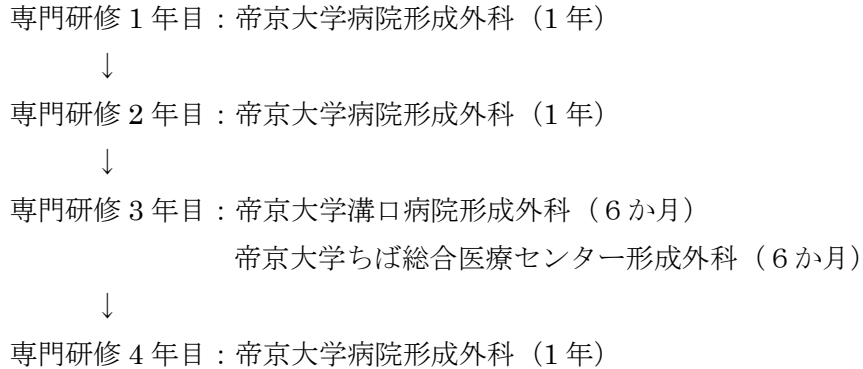 専門研修 1 年目：帝京大学病院形成外科（1 年）
↓
専門研修 2 年目：帝京大学病院形成外科（1 年）
↓
専門研修 3 年目：帝京大学溝口病院形成外科（６か月）
帝京大学ちば総合医療センター形成外科（６か月）
↓
専門研修 4 年目：帝京大学病院形成外科（1 年）